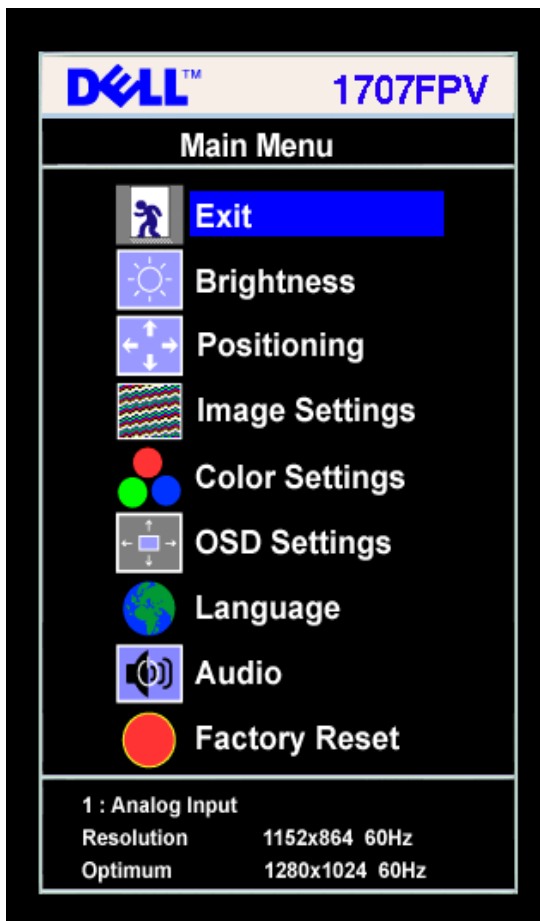 DELL™ 1707FPV
Main Menu
Exit
Brightness
Positioning
Image Settings
Color Settings
OSD Settings
Language
Audio
Factory Reset
1 : Analog Input
Resolution 1152x864 60Hz
Optimum 1280x1024 60Hz